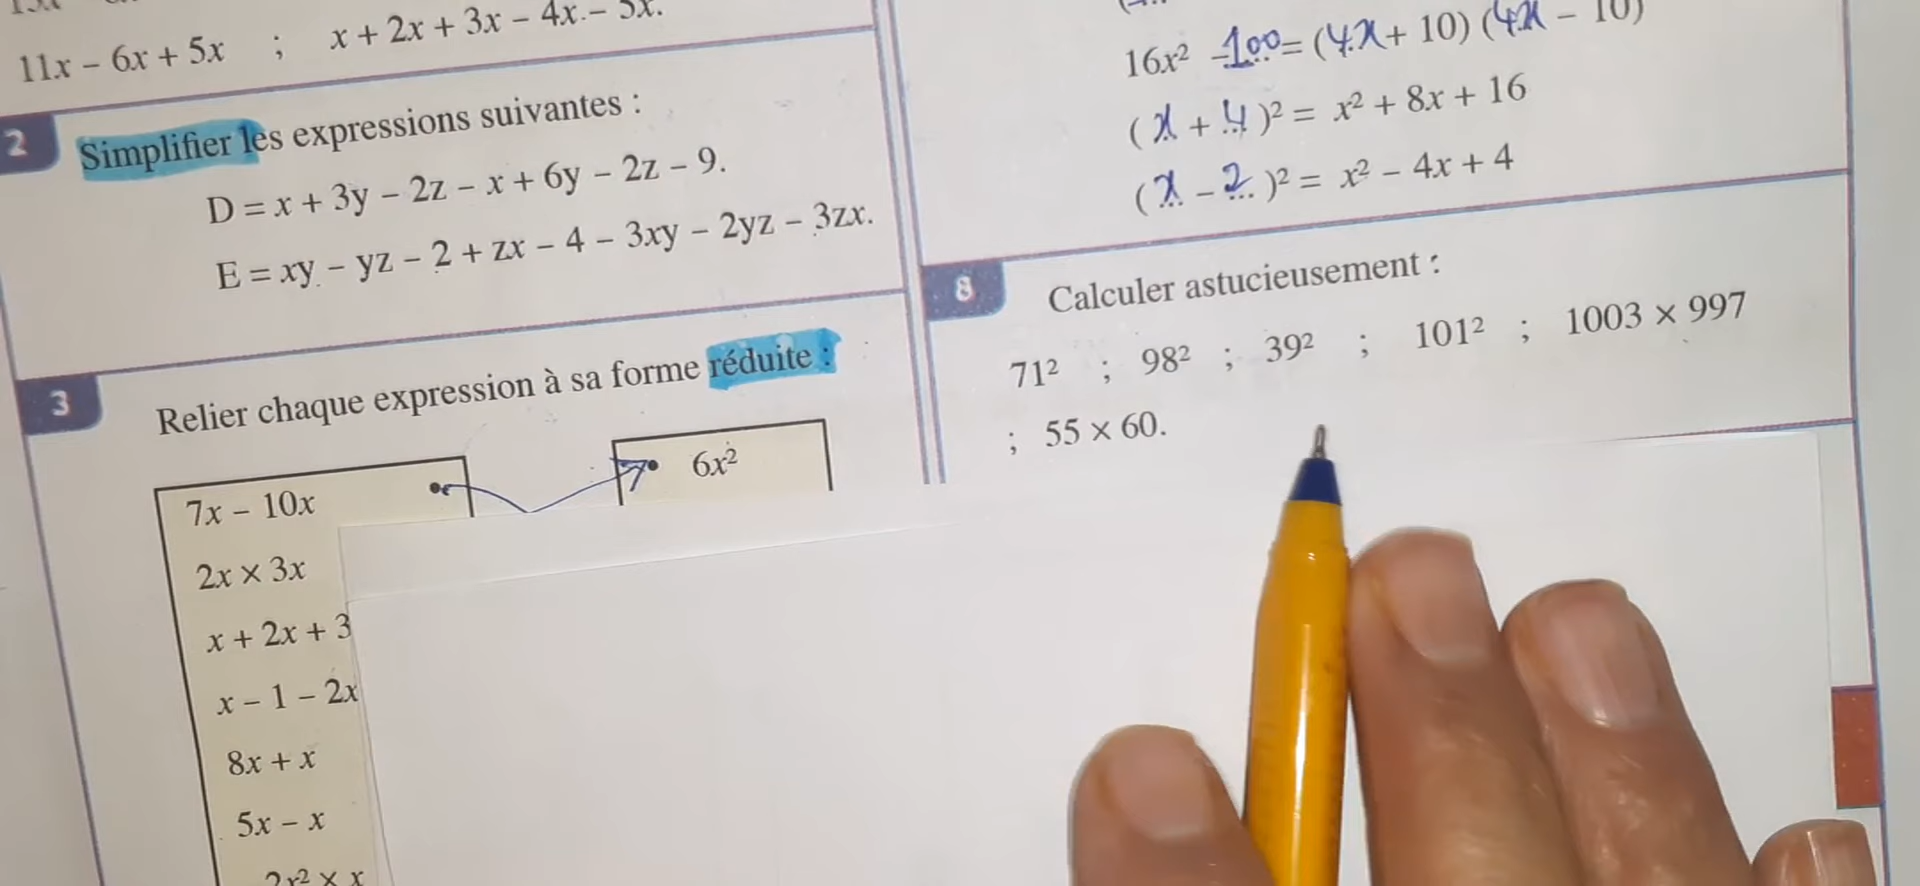 11x – 6x + 5x ; x + 2x + 3x – 4x – 5x.
2 Simplifier les expressions suivantes :
D = x + 3y – 2z – x + 6y – 2z – 9.
E = xy – yz – 2 + zx – 4 – 3xy – 2yz – 3zx.
3 Relier chaque expression à sa forme réduite :
7x – 10x
6x²
2x × 3x
x + 2x + 3
x – 1 – 2x
8x + x
5x – x
2x² × x
16x² – 100 = (4x + 10) (4x – 10)
(x + 4)² = x² + 8x + 16
(x – 2)² = x² – 4x + 4
8 Calculer astucieusement :
71² ; 98² ; 39² ; 101² ; 1003 × 997
; 55 × 60.